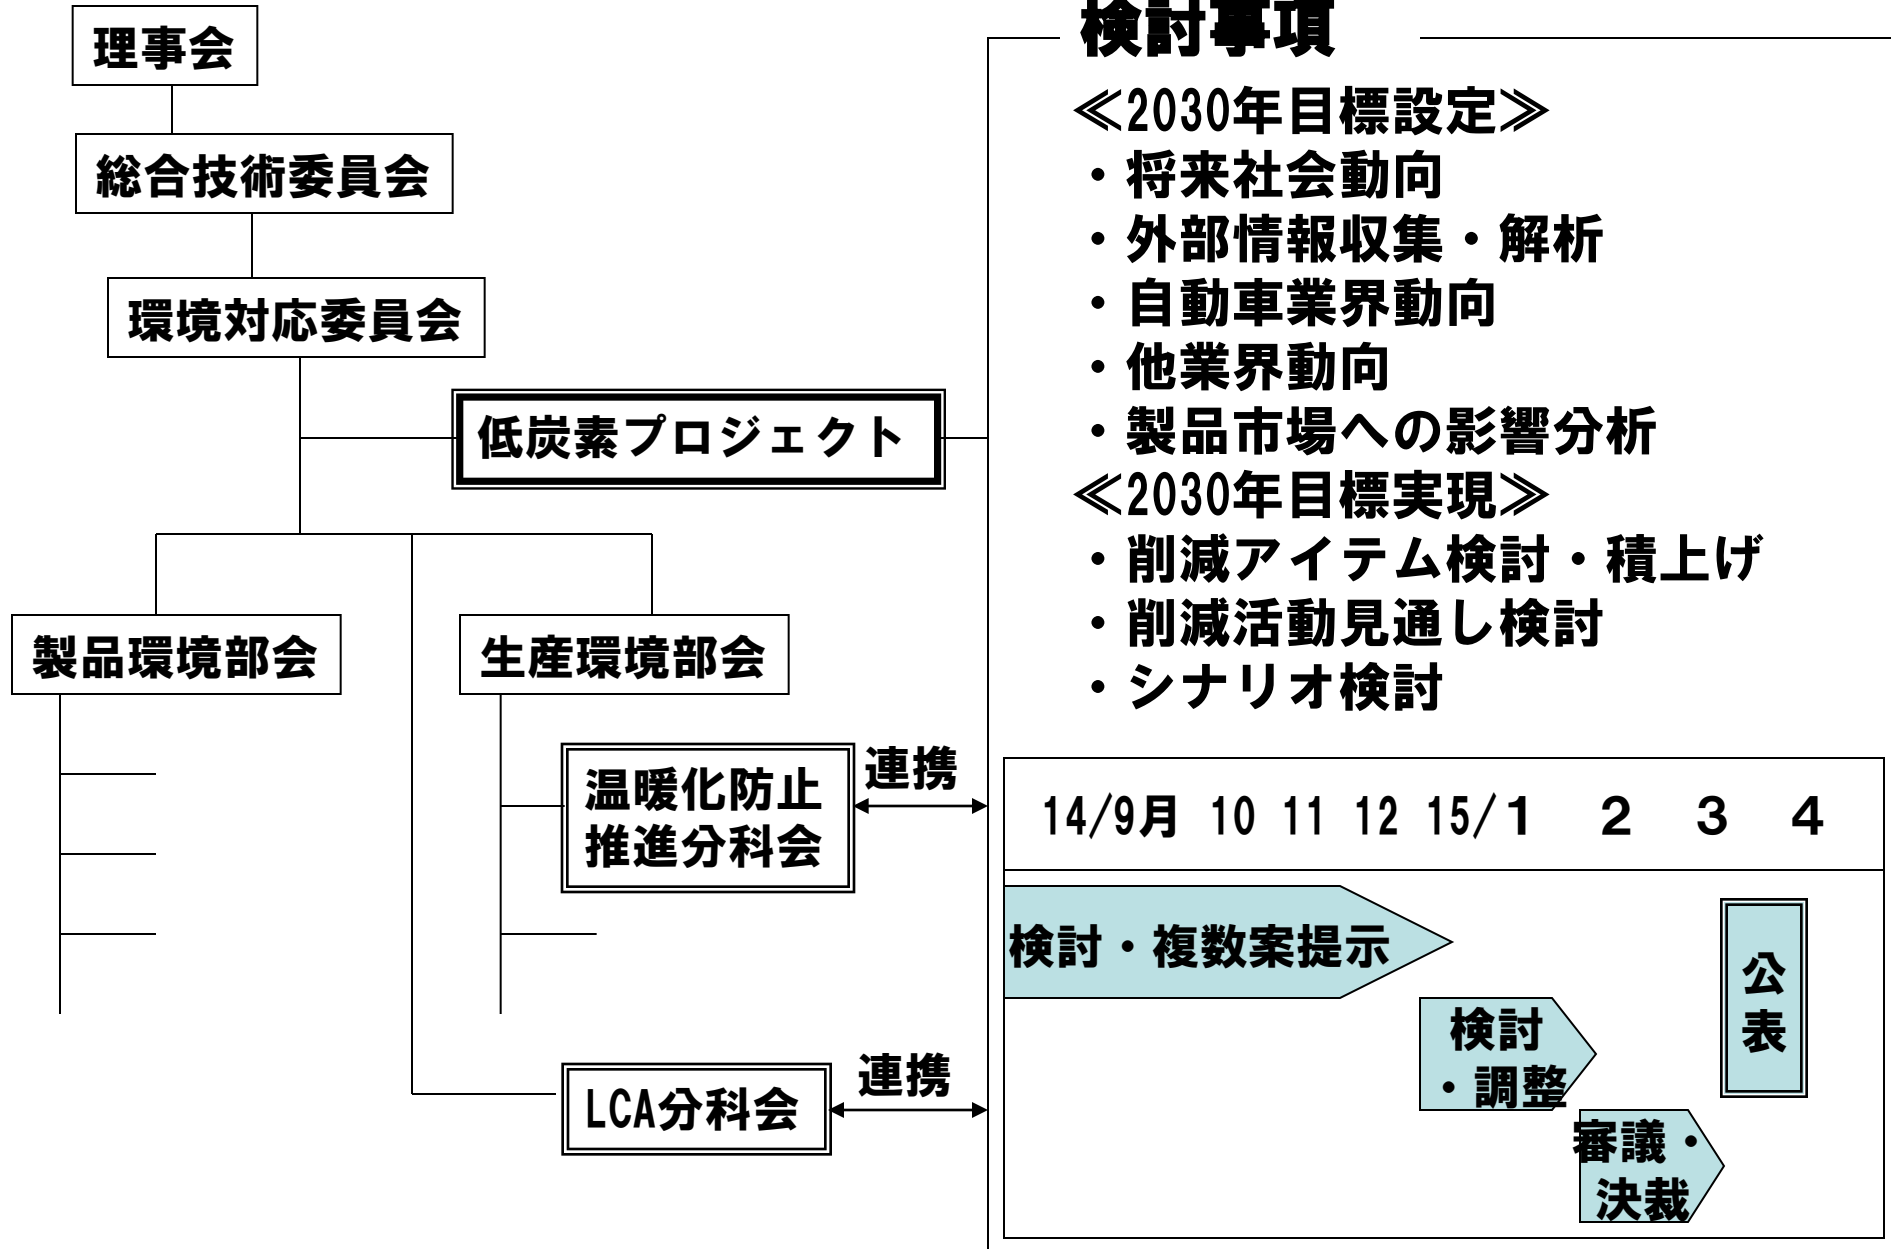 理事会
総合技術委員会
環境対応委員会
低炭素プロジェクト
製品環境部会
生産環境部会
温暖化防止
推進分科会
連携
LCA分科会
連携
検討事項
≪2030年目標設定≫
・将来社会動向
・外部情報収集・解析
・自動車業界動向
・他業界動向
・製品市場への影響分析
≪2030年目標実現≫
・削減アイテム検討・積上げ
・削減活動見通し検討
・シナリオ検討
14/9月 10 11 12 15/１ ２ ３ ４
検討・複数案提示
検討
・調整
審議・
決裁
公
表